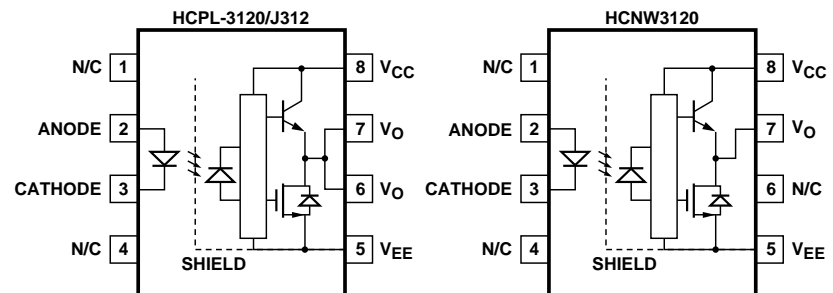 HCPL-3120/J312
N/C 1
8 VCC
ANODE 2
7 VO
CATHODE 3
6 VO
N/C 4
5 VEE
SHIELD
HCNW3120
N/C 1
8 VCC
ANODE 2
7 VO
CATHODE 3
6 N/C
N/C 4
5 VEE
SHIELD